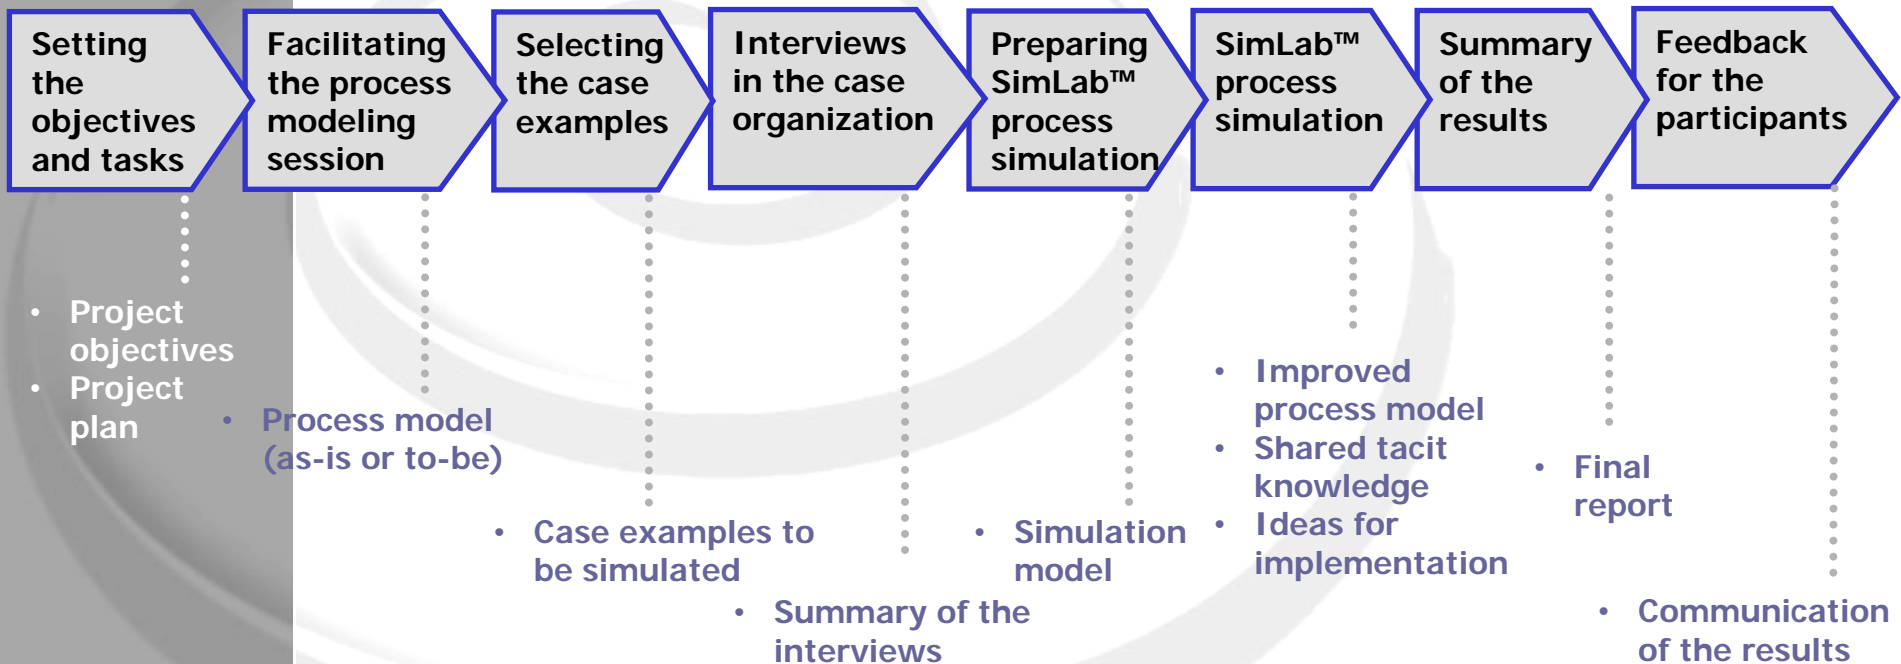 Setting
the
objectives
and tasks
Facilitating
the process
modeling
session
Selecting
the case
examples
Interviews
in the case
organization
Preparing
SimLab™
process
simulation
SimLab™
process
simulation
Summary
of the
results
Feedback
for the
participants
• Project
objectives
• Project
plan
• Process model
(as-is or to-be)
• Case examples to
be simulated
• Summary of the
interviews
• Simulation
model
• Improved
process model
• Shared tacit
knowledge
• Ideas for
implementation
• Final
report
• Communication
of the results